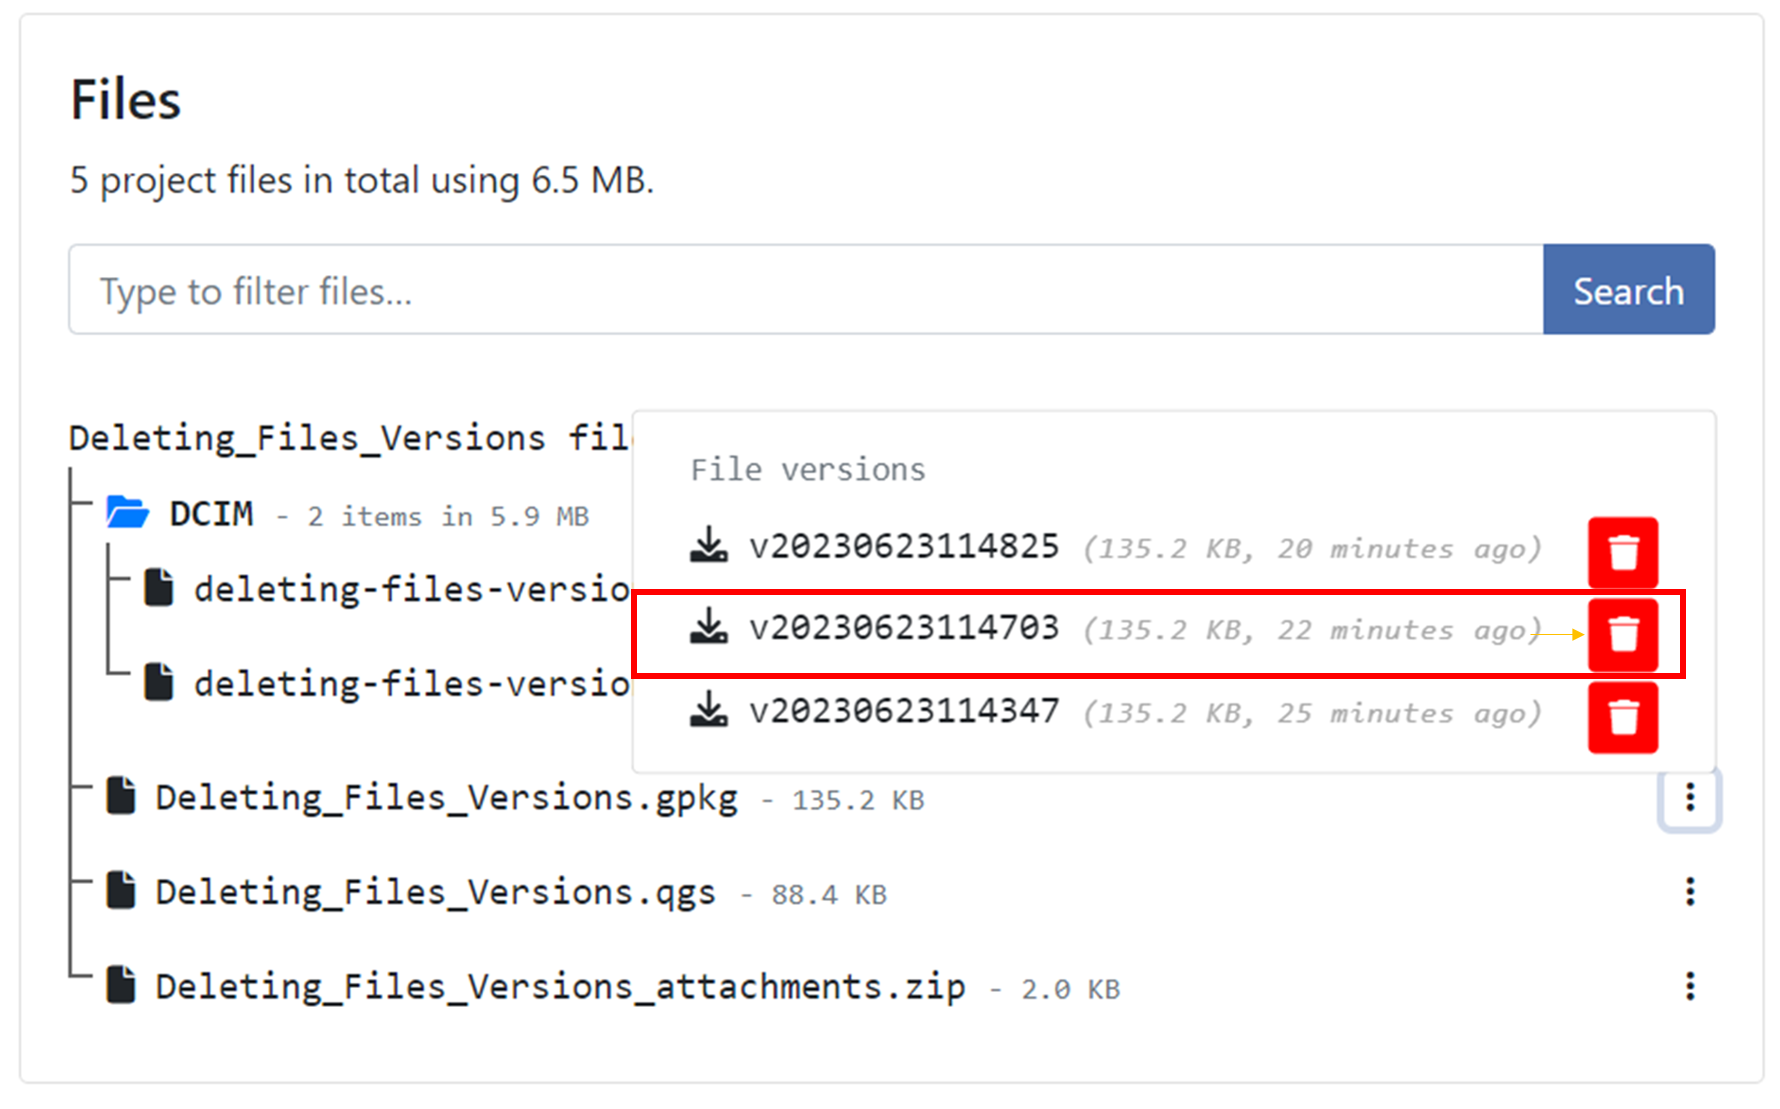 Files
5 project files in total using 6.5 MB.
Type to filter files...
Search
Deleting_Files_Versions
File versions
DCIM - 2 items in 5.9 MB
v20230623114825 (135.2 KB, 20 minutes ago)
deleting-files-versio
v20230623114703 (135.2 KB, 22 minutes ago)
deleting-files-versio
v20230623114347 (135.2 KB, 25 minutes ago)
Deleting_Files_Versions.gpkg - 135.2 KB
Deleting_Files_Versions.qgs - 88.4 KB
Deleting_Files_Versions_attachments.zip - 2.0 KB